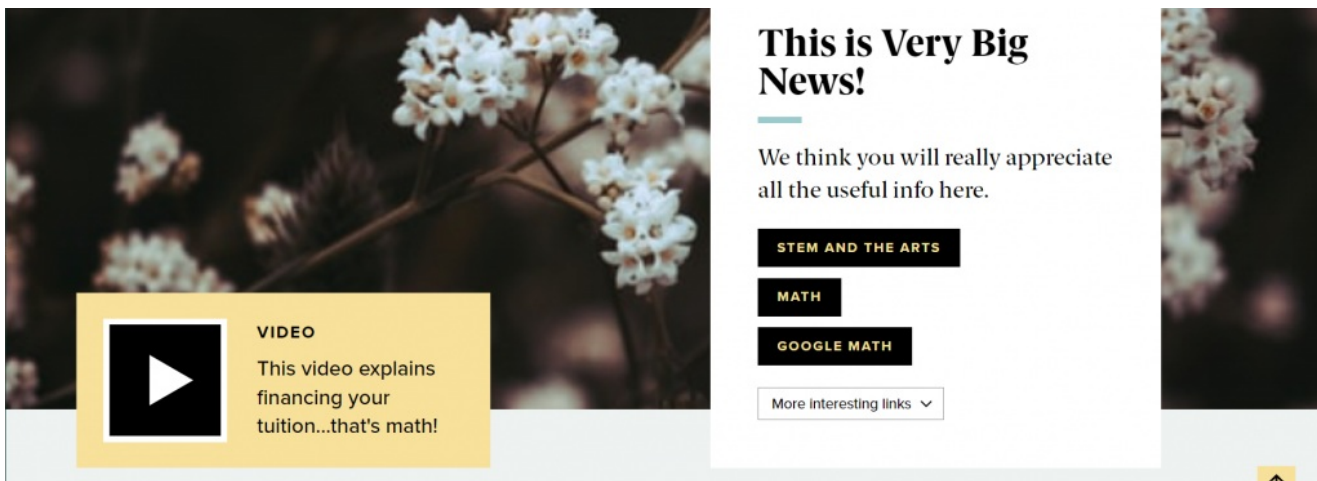 This is Very Big
News!
We think you will really appreciate
all the useful info here.
STEM AND THE ARTS
MATH
GOOGLE MATH
More interesting links
VIDEO
This video explains
financing your
tuition...that's math!